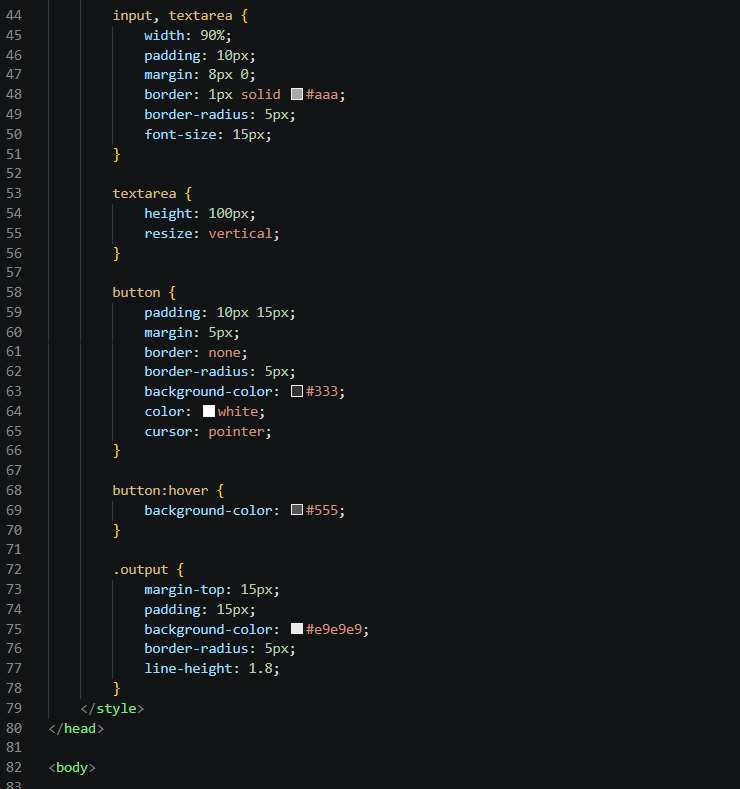 44 input, textarea {
45 width: 90%;
46 padding: 10px;
47 margin: 8px 0;
48 border: 1px solid #aaa;
49 border-radius: 5px;
50 font-size: 15px;
51 }
52
53 textarea {
54 height: 100px;
55 resize: vertical;
56 }
57
58 button {
59 padding: 10px 15px;
60 margin: 5px;
61 border: none;
62 border-radius: 5px;
63 background-color: #333;
64 color: white;
65 cursor: pointer;
66 }
67
68 button:hover {
69 background-color: #555;
70 }
71
72 .output {
73 margin-top: 15px;
74 padding: 15px;
75 background-color: #e9e9e9;
76 border-radius: 5px;
77 line-height: 1.8;
78 }
79 </style>
80 </head>
81
82 <body>
83